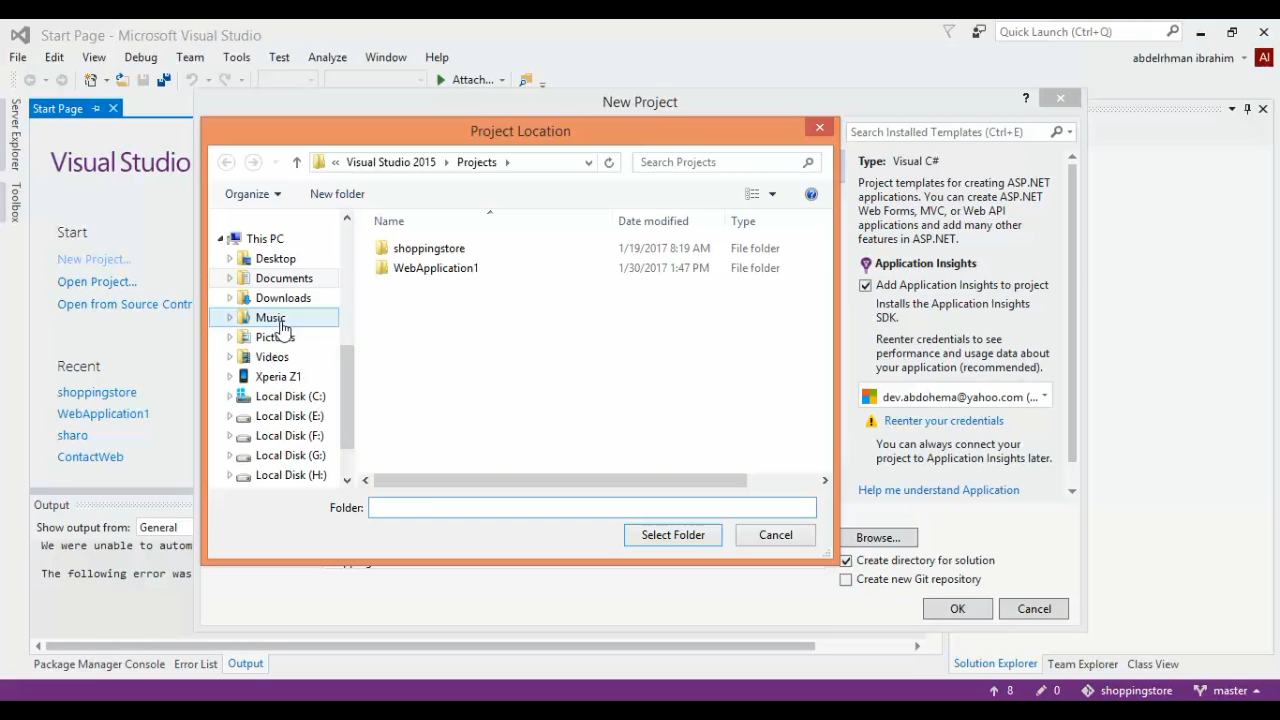 Start Page - Microsoft Visual Studio
Quick Launch (Ctrl+Q)
File Edit View Debug Team Tools Test Analyze Window Help
abdelrhman ibrahim
AI
Attach...
Server Explorer
Toolbox
Start Page
New Project
?
Project Location
Search Installed Templates (Ctrl+E)
Visual Studio
« Visual Studio 2015 Projects
Search Projects
Type: Visual C#
Organize New folder
Project templates for creating ASP.NET
applications. You can create ASP.NET
Web Forms, MVC, or Web API
applications and add many other
features in ASP.NET.
Name Date modified Type
Start
New Project...
Open Project...
Open from Source Contr
This PC
Desktop
Documents
Downloads
Music
Videos
Xperia Z1
Local Disk (C:)
Local Disk (E:)
Local Disk (F:)
Local Disk (G:)
Local Disk (H:)
shoppingstore 1/19/2017 8:19 AM File folder
WebApplication1 1/30/2017 1:47 PM File folder
Application Insights
Add Application Insights to project
Installs the Application Insights
SDK.
Reenter credentials to see
performance and usage data about
your application (recommended).
dev.abdohema@yahoo.com (...
Reenter your credentials
You can always connect your
project to Application Insights later.
Help me understand Application
Recent
shoppingstore
WebApplication1
sharo
ContactWeb
Folder:
Select Folder Cancel
Browse...
Create directory for solution
Create new Git repository
OK Cancel
Output
Show output from: General
We were unable to autom
The following error was
Package Manager Console Error List Output
Solution Explorer Team Explorer Class View
8 0 shoppingstore master